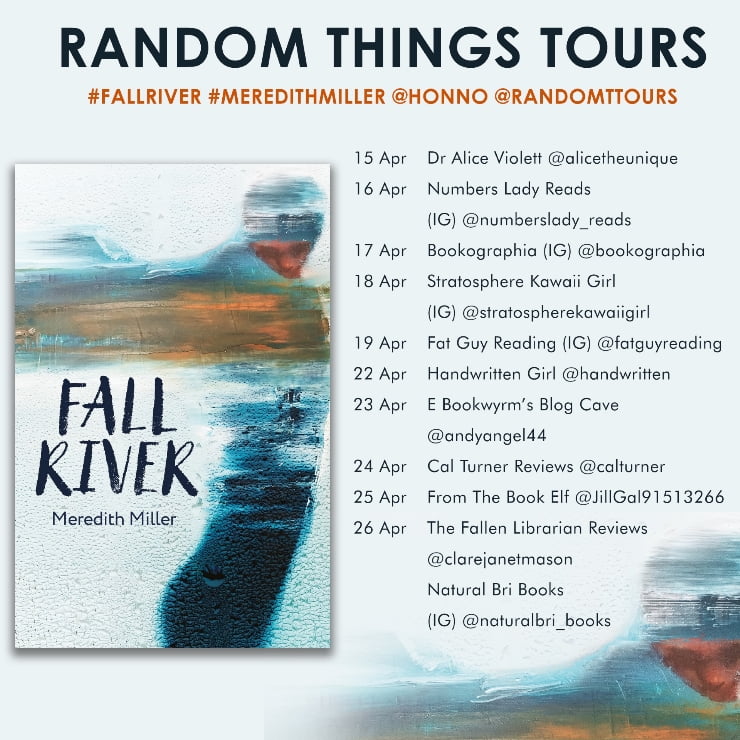 RANDOM THINGS TOURS
#FALLRIVER #MEREDITHMILLER @HONNO @RANDOMTTOURS
FALL
RIVER
Meredith Miller
15 Apr Dr Alice Violett @alicetheunique
16 Apr Numbers Lady Reads
(IG) @numberslady_reads
17 Apr Bookographia (IG) @bookographia
18 Apr Stratosphere Kawaii Girl
(IG) @stratospherekawaiigirl
19 Apr Fat Guy Reading (IG) @fatguyreading
22 Apr Handwritten Girl @handwritten
23 Apr E Bookwyrm’s Blog Cave
@andyangel44
24 Apr Cal Turner Reviews @calturner
25 Apr From The Book Elf @JillGal91513266
26 Apr The Fallen Librarian Reviews
@clarejanetmason
Natural Bri Books
(IG) @naturalbri_books